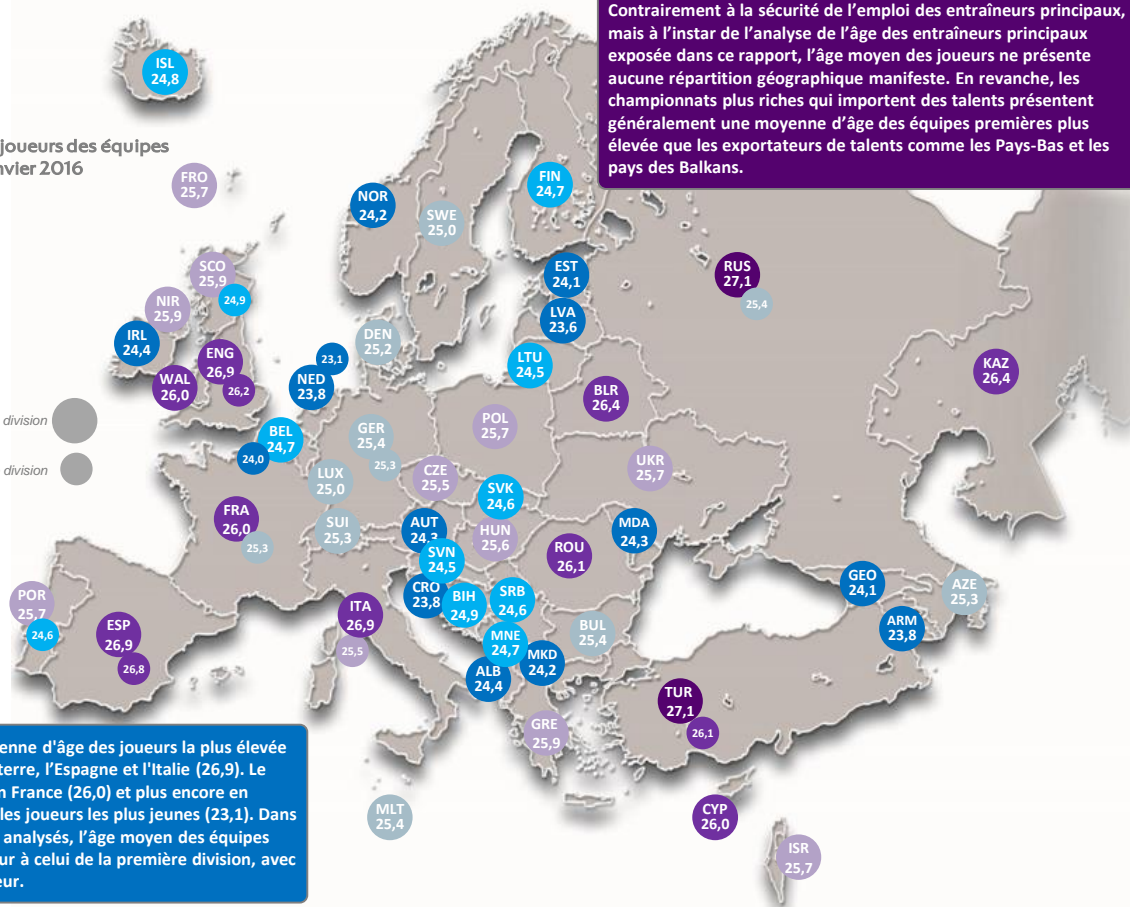 Contrairement à la sécurité de l’emploi des entraîneurs principaux,
mais à l’instar de l’analyse de l’âge des entraîneurs principaux
exposée dans ce rapport, l’âge moyen des joueurs ne présente
aucune répartition géographique manifeste. En revanche, les
championnats plus riches qui importent des talents présentent
généralement une moyenne d’âge des équipes premières plus
élevée que les exportateurs de talents comme les Pays-Bas et les
pays des Balkans.
ISL
24,8
joueurs des équipes
nvier 2016
FRO
25,7
NOR
24,2
SWE
25,0
FIN
24,7
SCO
25,9
24,9
NIR
25,9
IRL
24,4
ENG
26,9
26,2
WAL
26,0
EST
24,1
LVA
23,6
LTU
24,5
RUS
27,1
25,4
DEN
25,2
23,1
NED
23,8
BLR
26,4
KAZ
26,4
division
division
BEL
24,7
24,0
GER
25,4
25,3
POL
25,7
UKR
25,7
LUX
25,0
CZE
25,5
SVK
24,6
FRA
26,0
25,3
SUI
25,3
AUT
24,3
HUN
25,6
SVN
24,5
ROU
26,1
MDA
24,3
CRO
23,8
BIH
24,9
SRB
24,6
GEO
24,1
AZE
25,3
ARM
23,8
POR
25,7
24,6
ESP
26,9
26,8
ITA
26,9
25,5
MNE
24,7
MKD
24,2
BUL
25,4
ALB
24,4
GRE
25,9
TUR
27,1
26,1
MLT
25,4
CYP
26,0
ISR
25,7
enne d'âge des joueurs la plus élevée
terre, l’Espagne et l'Italie (26,9). Le
n France (26,0) et plus encore en
les joueurs les plus jeunes (23,1). Dans
analysés, l’âge moyen des équipes
ur à celui de la première division, avec
eur.